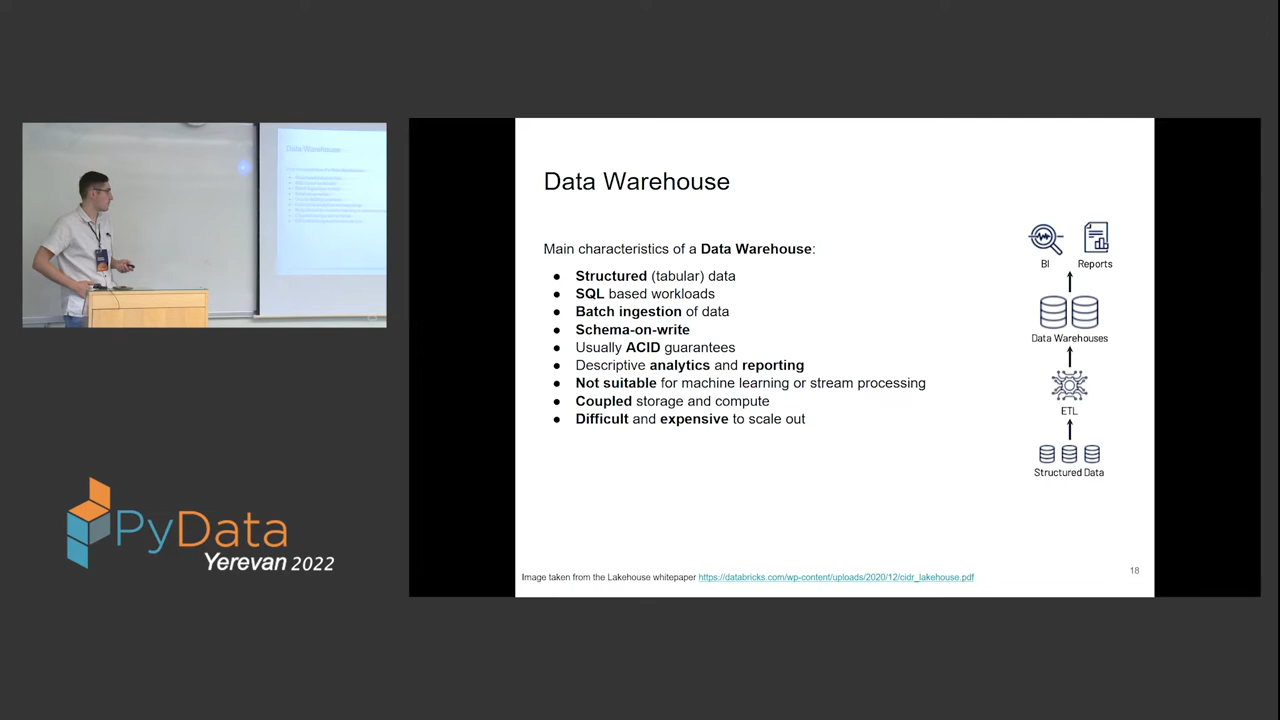 Data Warehouse
Main characteristics of a Data Warehouse:
● Structured (tabular) data
● SQL based workloads
● Batch ingestion of data
● Schema-on-write
● Usually ACID guarantees
● Descriptive analytics and reporting
● Not suitable for machine learning or stream processing
● Coupled storage and compute
● Difficult and expensive to scale out
BI
Reports
Data Warehouses
ETL
Structured Data
Image taken from the Lakehouse whitepaper https://databricks.com/wp-content/uploads/2020/12/cidr_lakehouse.pdf
18
Data Warehouse
PyData
Yerevan 2022